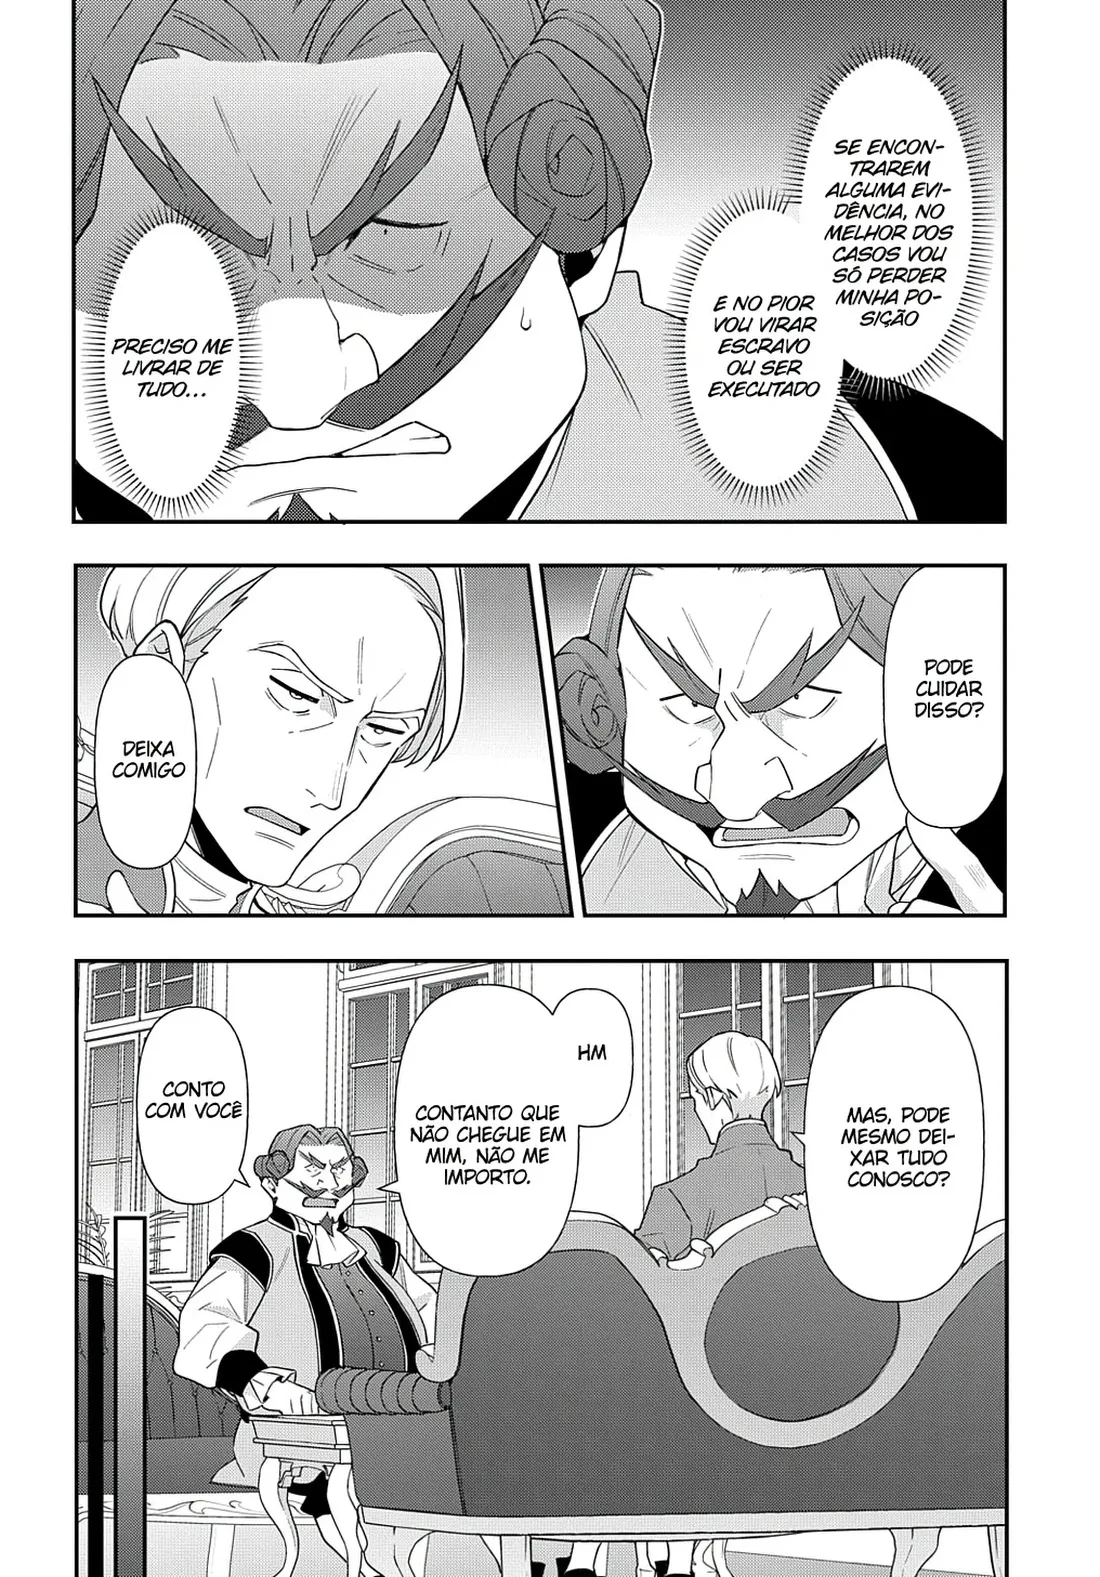 SE ENCON-
TRAREM
ALGUMA EVI-
DÊNCIA, NO
MELHOR DOS
CASOS VOU
SÓ PERDER
MINHA PO-
SIÇÃO
E NO PIOR
VOU VIRAR
ESCRAVO
OU SER
EXECUTADO
PRECISO ME
LIVRAR DE
TUDO...
PODE
CUIDAR
DISSO?
DEIXA
COMIGO
MAS, PODE
MESMO DEI-
XAR TUDO
CONOSCO?
HM
CONTANTO QUE
NÃO CHEGUE EM
MIM, NÃO ME
IMPORTO.
CONTO
COM VOCÊ